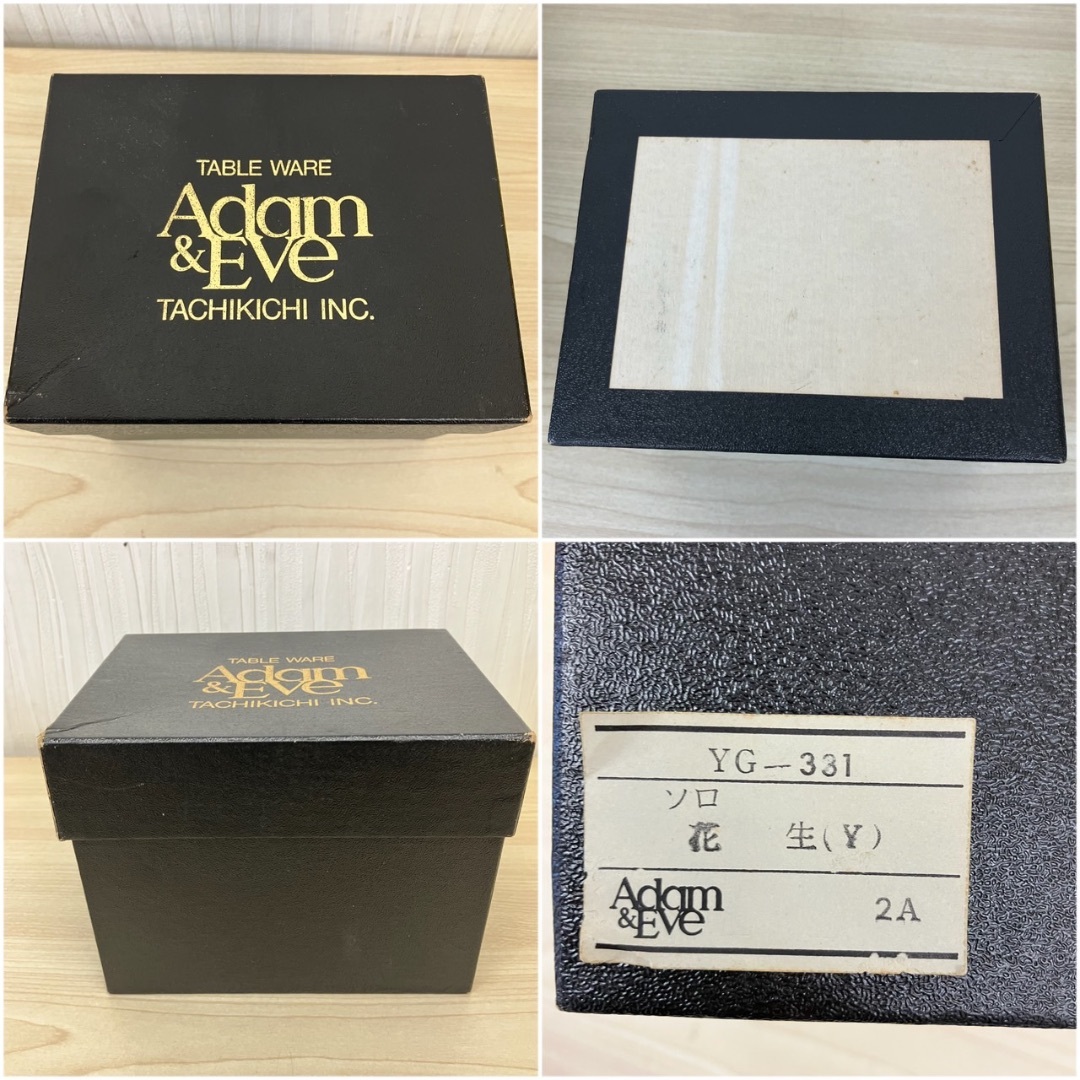 TABLE WARE
Adam
&Eve
TACHIKICHI INC.
TABLE WARE
Adam
&Eve
TACHIKICHI INC.
YG-331
ソロ
花 生(Y)
Adam
&Eve
2A